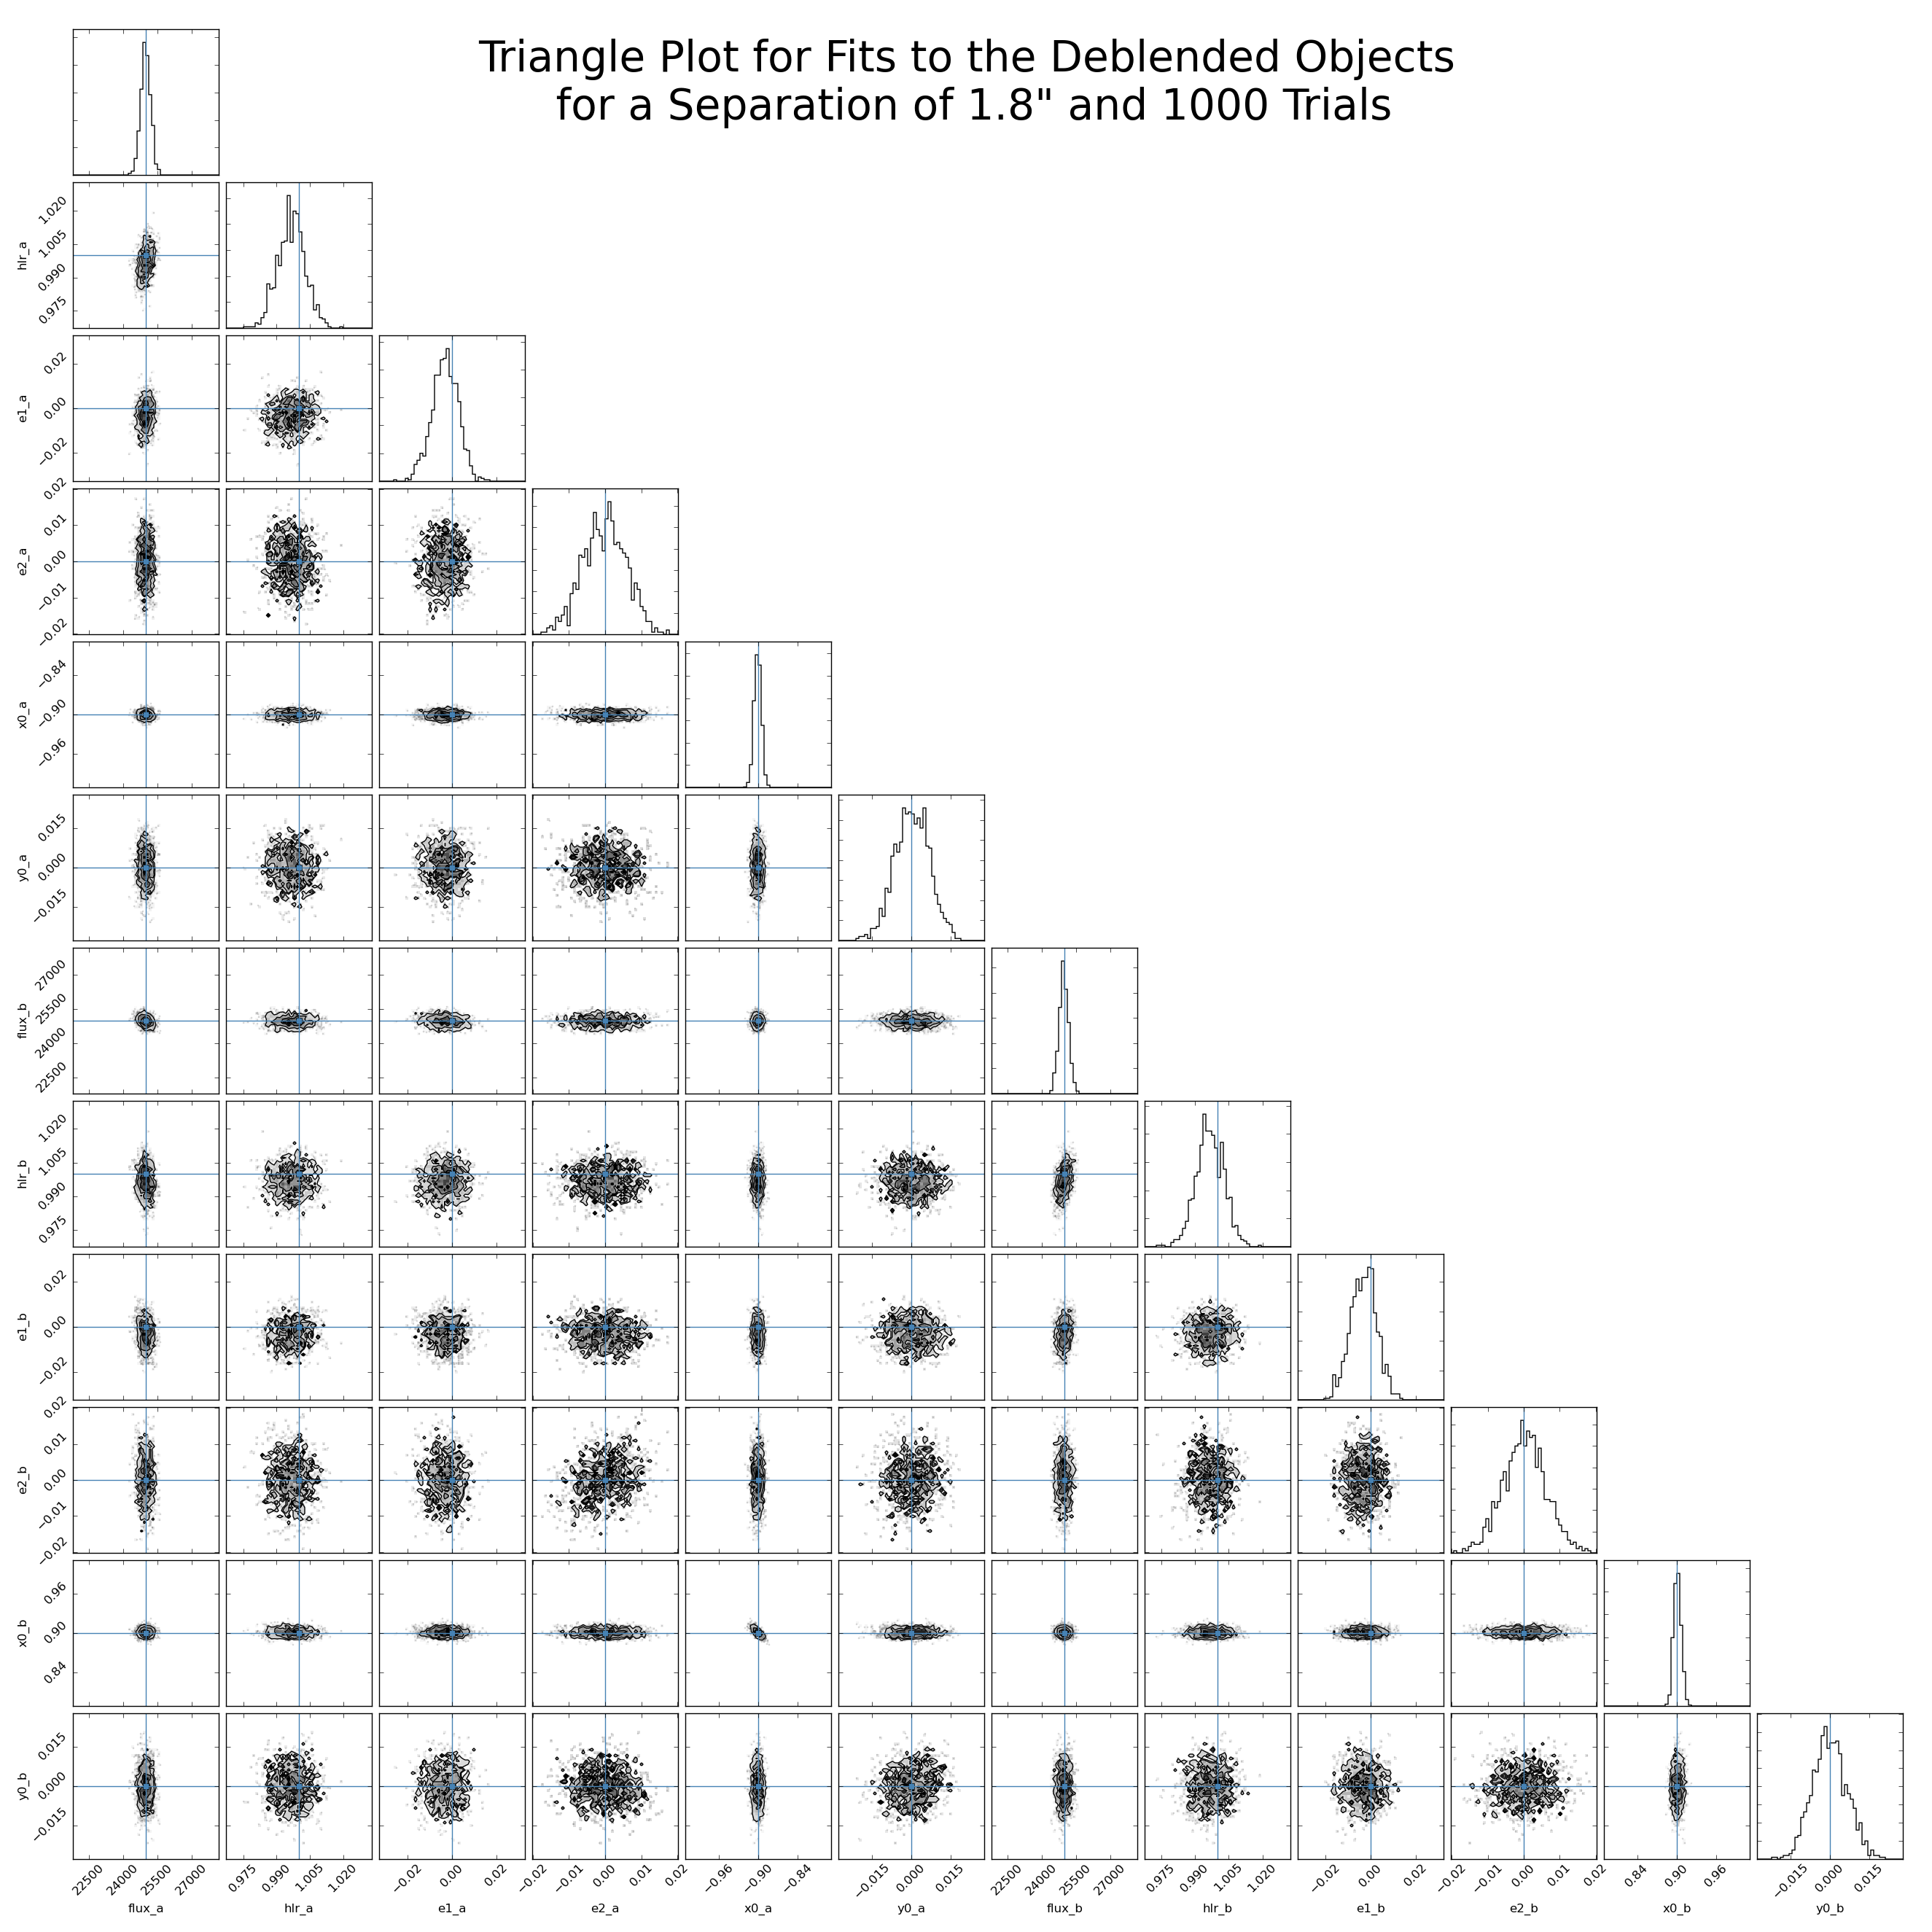 Triangle Plot for Fits to the Deblended Objects
for a Separation of 1.8" and 1000 Trials
hlr_a
1.020
1.005
0.990
0.975
e1_a
0.02
0.00
−0.02
e2_a
0.02
0.01
0.00
−0.01
−0.02
x0_a
−0.84
−0.90
−0.96
y0_a
0.015
0.000
−0.015
flux_b
27000
25500
24000
22500
hlr_b
1.020
1.005
0.990
0.975
e1_b
0.02
0.00
−0.02
e2_b
0.02
0.01
0.00
−0.01
−0.02
x0_b
0.96
0.90
0.84
y0_b
0.015
0.000
−0.015
22500 24000 25500 27000 0.975 0.990 1.005 1.020 −0.02 0.00 0.02 −0.02 −0.01 0.00 0.01 0.02 −0.96 −0.90 −0.84 −0.015 0.000 0.015 22500 24000 25500 27000 0.975 0.990 1.005 1.020 −0.02 0.00 0.02 −0.02 −0.01 0.00 0.01 0.02 0.84 0.90 0.96 −0.015 0.000 0.015
flux_a hlr_a e1_a e2_a x0_a y0_a flux_b hlr_b e1_b e2_b x0_b y0_b